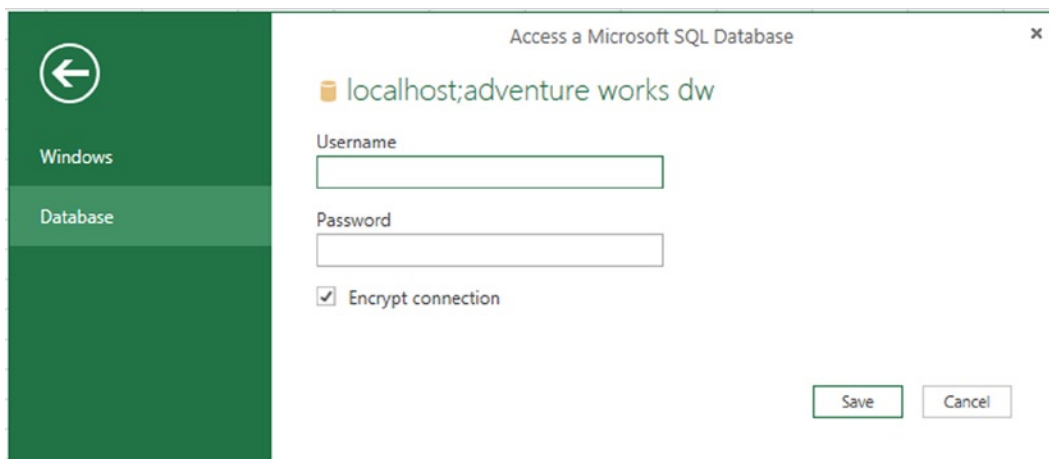 Access a Microsoft SQL Database
localhost;adventure works dw
Windows
Database
Username
Password
Encrypt connection
Save
Cancel